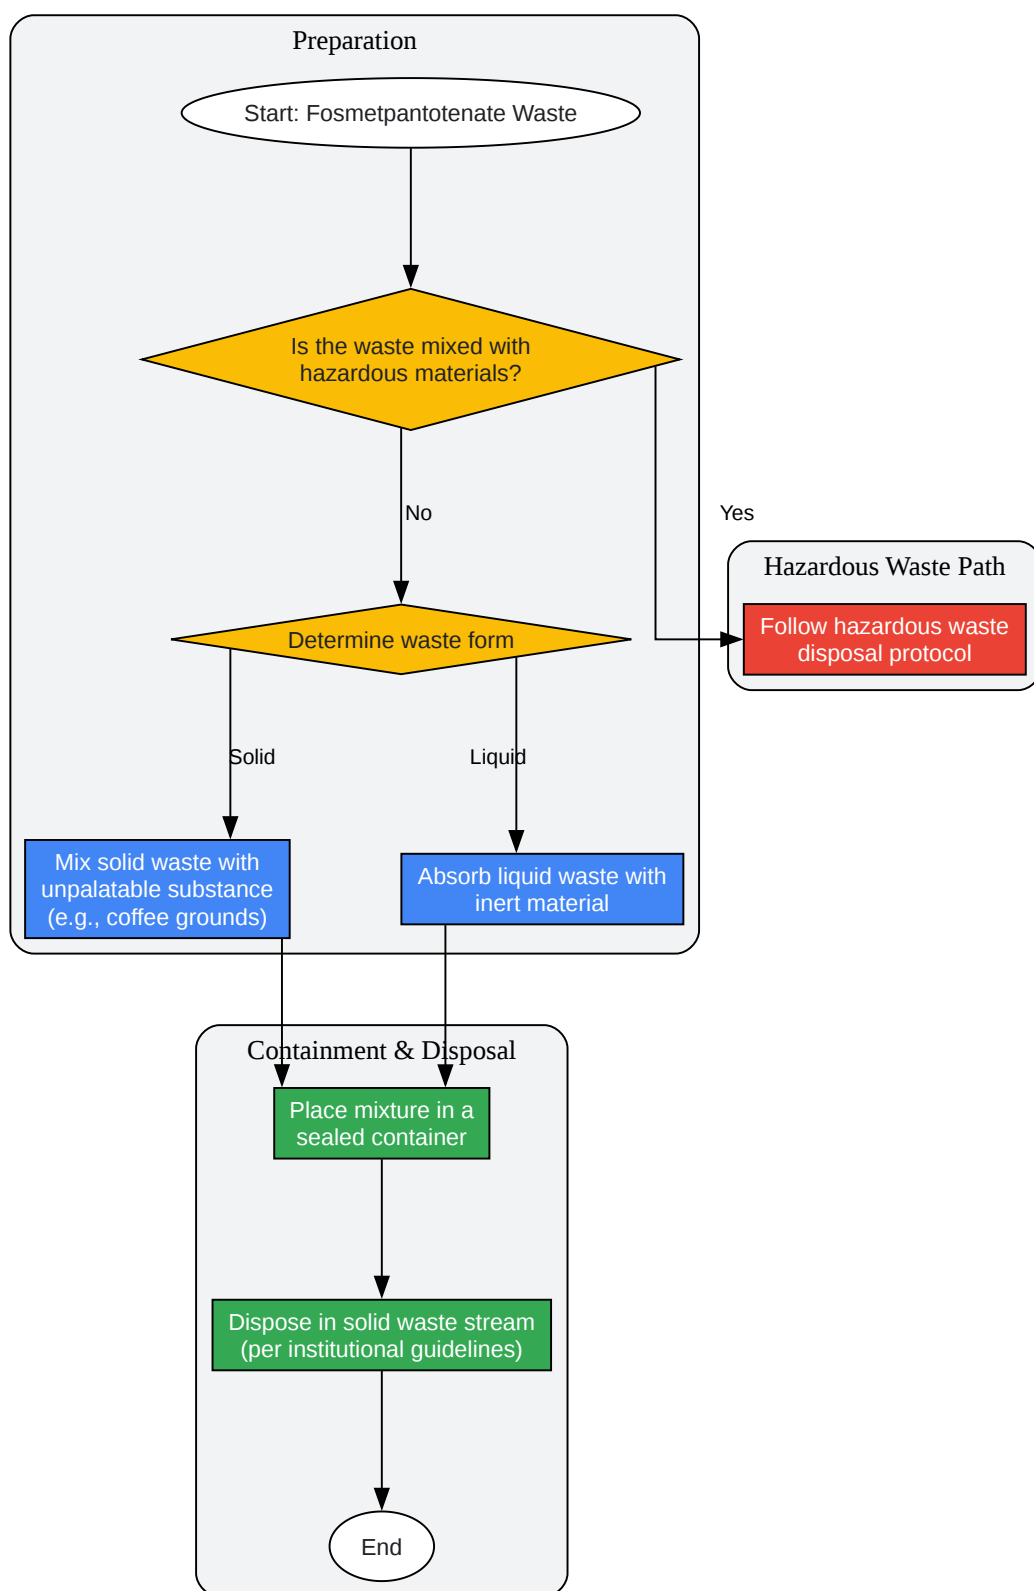 Preparation
Start: Fosmetpantotenate Waste
Is the waste mixed with
hazardous materials?
No
Yes
Hazardous Waste Path
Follow hazardous waste
disposal protocol
Determine waste form
Solid
Liquid
Mix solid waste with
unpalatable substance
(e.g., coffee grounds)
Absorb liquid waste with
inert material
Containment & Disposal
Place mixture in a
sealed container
Dispose in solid waste stream
(per institutional guidelines)
End